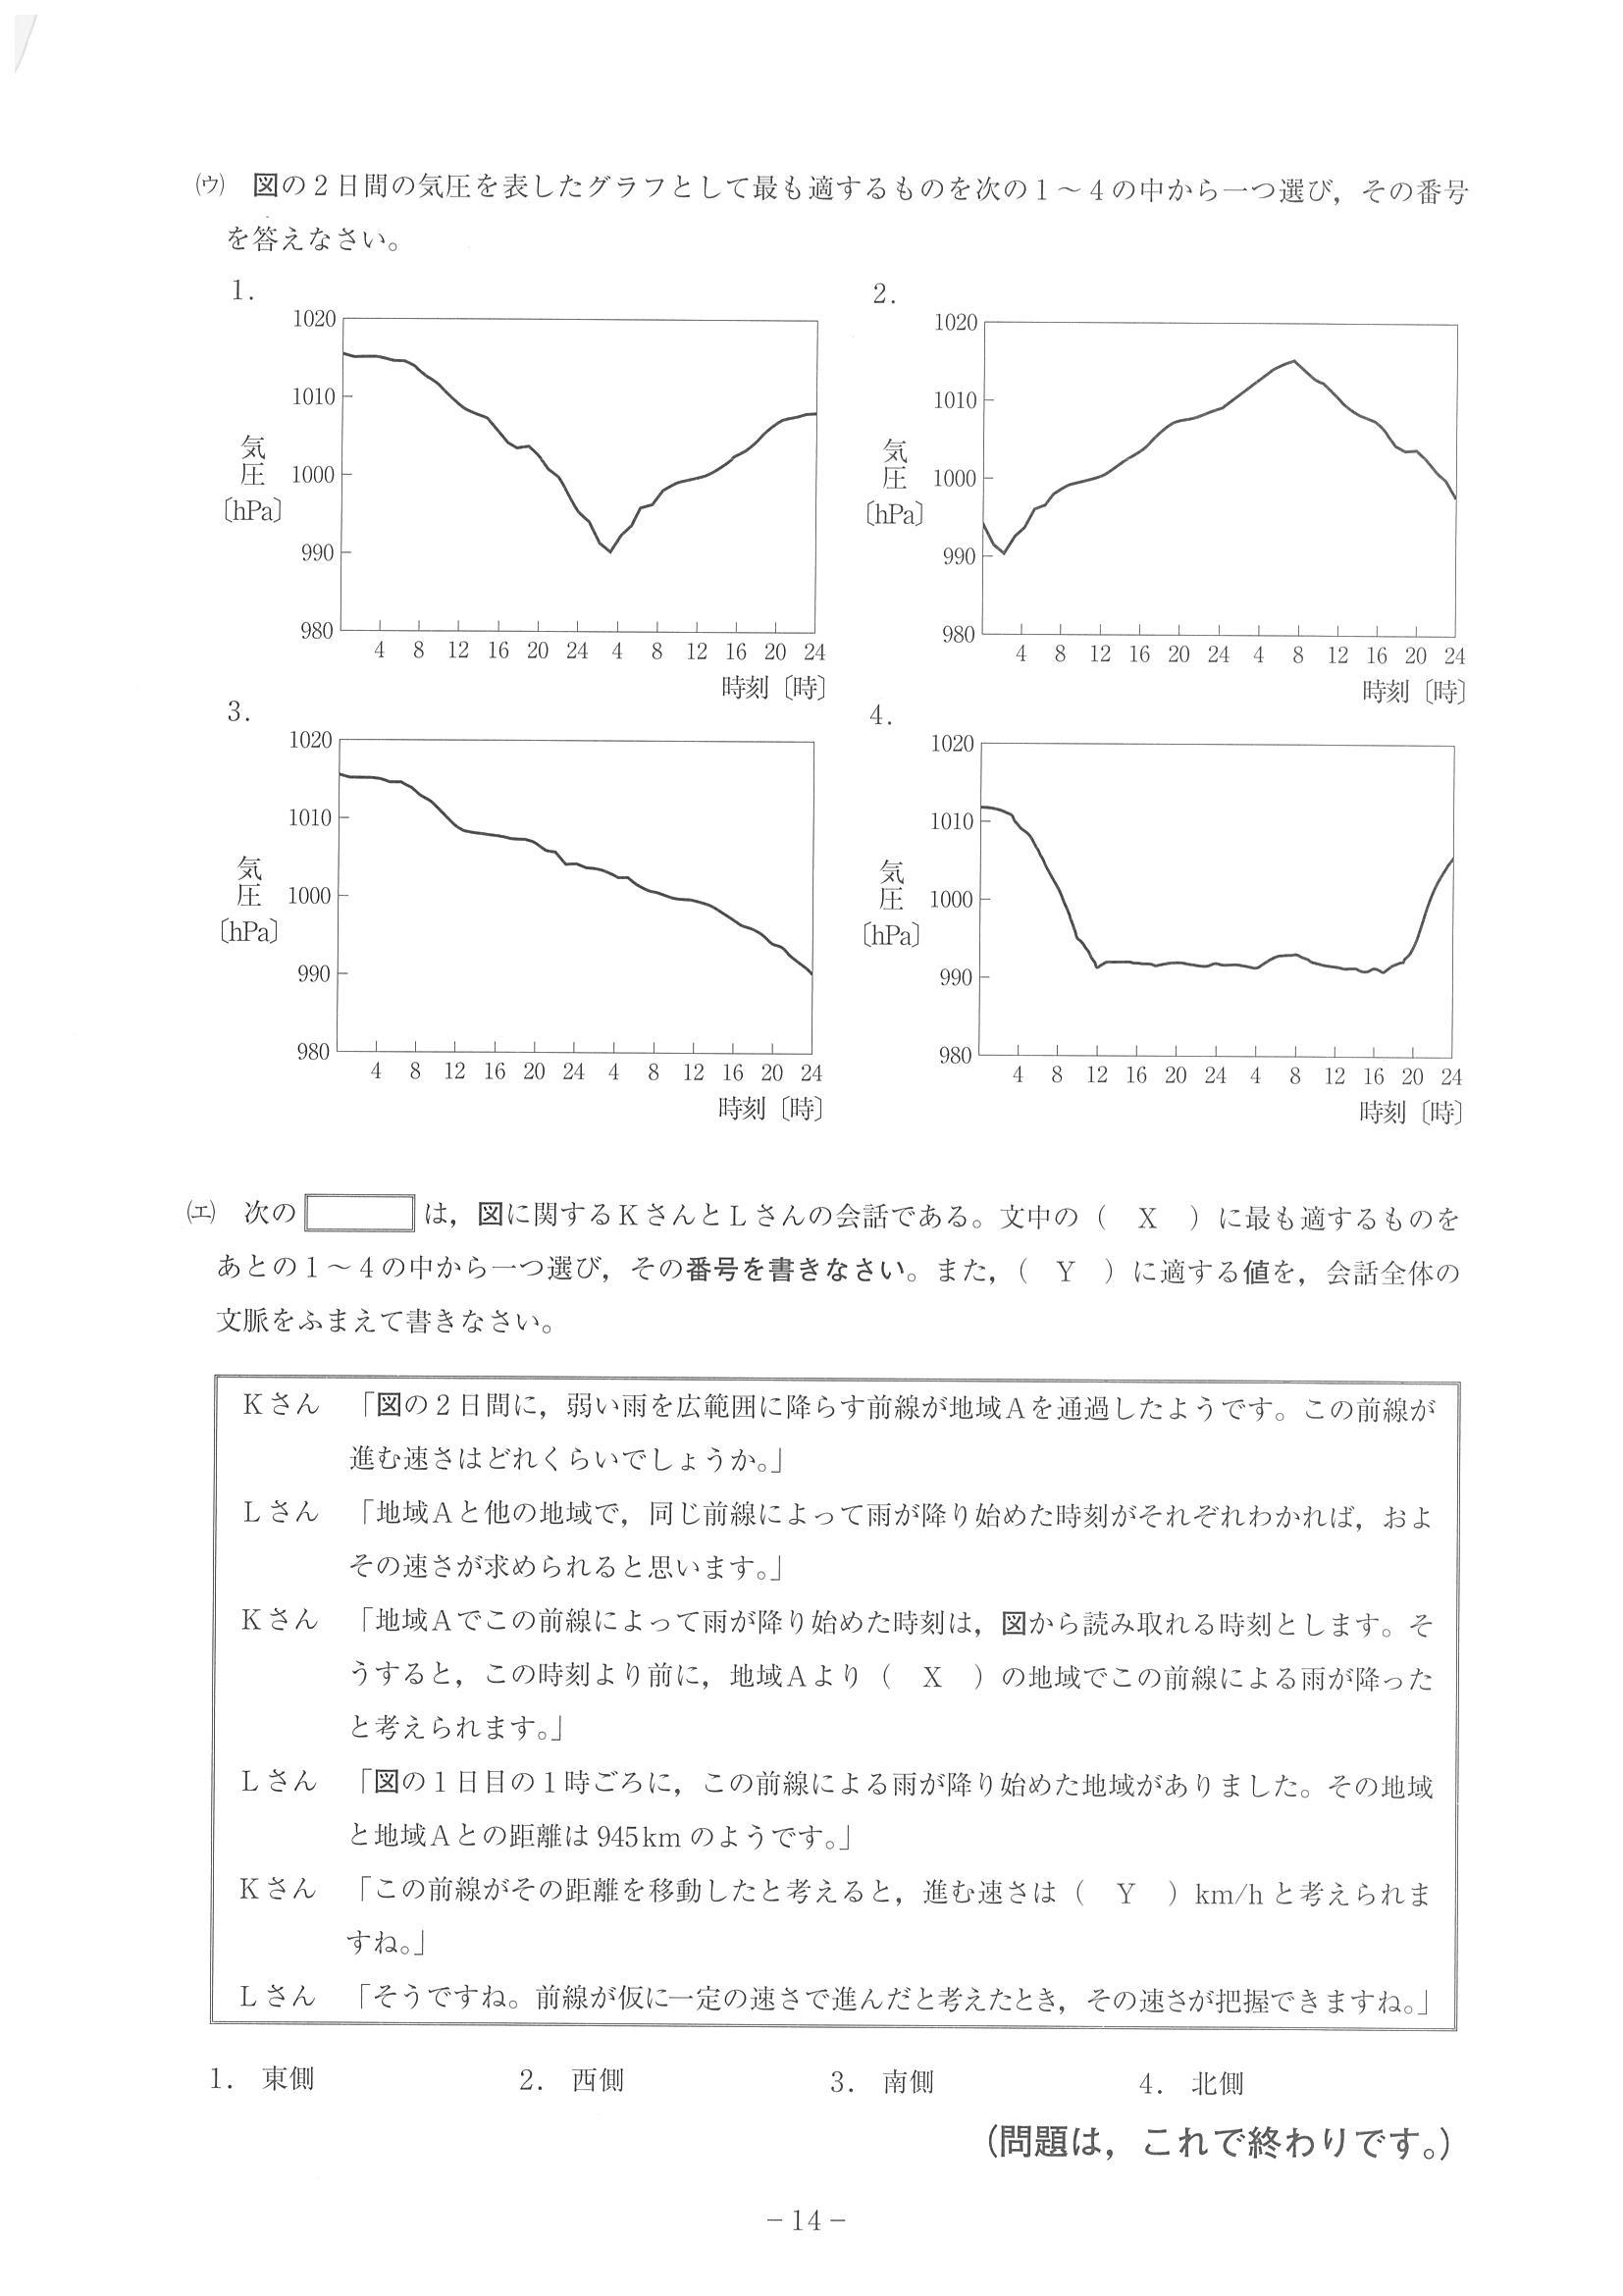 (ウ) 図の2日間の気圧を表したグラフとして最も適するものを次の1～4の中から一つ選び，その番号
を答えなさい。
1.
1020
1010
1000
990
980
気圧
〔hPa〕
4 8 12 16 20 24 4 8 12 16 20 24
時刻〔時〕
2.
1020
1010
1000
990
980
気圧
〔hPa〕
4 8 12 16 20 24 4 8 12 16 20 24
時刻〔時〕
3.
1020
1010
1000
990
980
気圧
〔hPa〕
4 8 12 16 20 24 4 8 12 16 20 24
時刻〔時〕
4.
1020
1010
1000
990
980
気圧
〔hPa〕
4 8 12 16 20 24 4 8 12 16 20 24
時刻〔時〕
(エ) 次の は，図に関するKさんとLさんの会話である。文中の（ X ）に最も適するものを
あとの1～4の中から一つ選び，その番号を書きなさい。また，（ Y ）に適する値を，会話全体の
文脈をふまえて書きなさい。
Kさん 「図の2日間に，弱い雨を広範囲に降らす前線が地域Aを通過したようです。この前線が
進む速さはどれくらいでしょうか。」
Lさん 「地域Aと他の地域で，同じ前線によって雨が降り始めた時刻がそれぞれわかれば，およ
その速さが求められると思います。」
Kさん 「地域Aでこの前線によって雨が降り始めた時刻は，図から読み取れる時刻とします。そ
うすると，この時刻より前に，地域Aより（ X ）の地域でこの前線による雨が降った
と考えられます。」
Lさん 「図の1日目の1時ごろに，この前線による雨が降り始めた地域がありました。その地域
と地域Aとの距離は945kmのようです。」
Kさん 「この前線がその距離を移動したと考えると，進む速さは（ Y ）km/hと考えられま
すね。」
Lさん 「そうですね。前線が仮に一定の速さで進んだと考えたとき，その速さが把握できますね。」
1. 東側 2. 西側 3. 南側 4. 北側
(問題は，これで終わりです。)
－14－